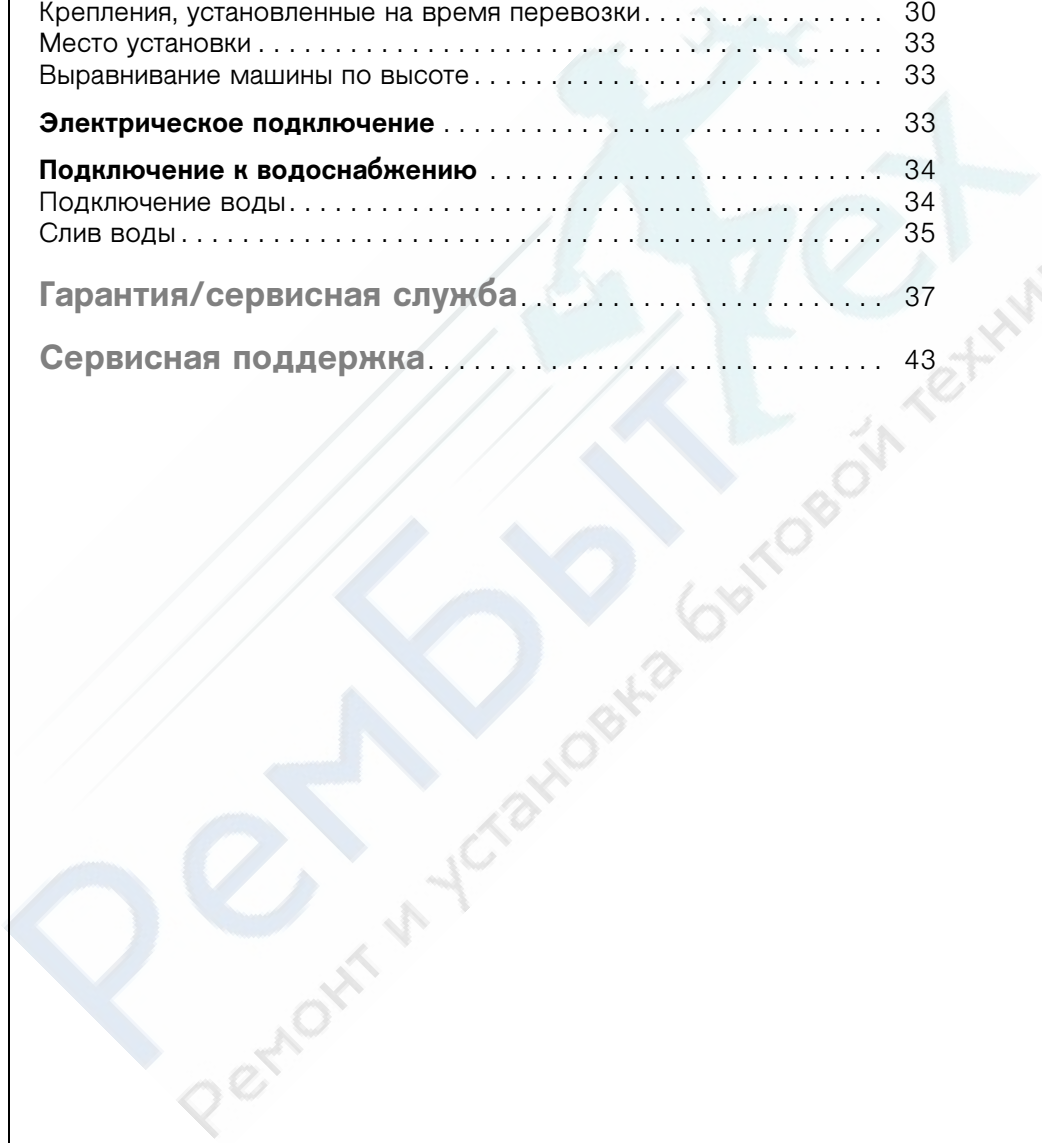 Крепления, установленные на время перевозки. . . . . . . . . . . . . . . . 30
Место установки . . . . . . . . . . . . . . . . . . . . . . . . . . . . . . . . . . . . . . . . . 33
Выравнивание машины по высоте. . . . . . . . . . . . . . . . . . . . . . . . . . . 33
Электрическое подключение . . . . . . . . . . . . . . . . . . . . . . . . . . . . . 33
Подключение к водоснабжению . . . . . . . . . . . . . . . . . . . . . . . . . . 34
Подключение воды. . . . . . . . . . . . . . . . . . . . . . . . . . . . . . . . . . . . . . . 34
Слив воды . . . . . . . . . . . . . . . . . . . . . . . . . . . . . . . . . . . . . . . . . . . . . . 35
Гарантия/сервисная служба. . . . . . . . . . . . . . . . . . . . . . . . 37
Сервисная поддержка. . . . . . . . . . . . . . . . . . . . . . . . . . . . . . 43
РемБытТех
Ремонт и установка бытовой